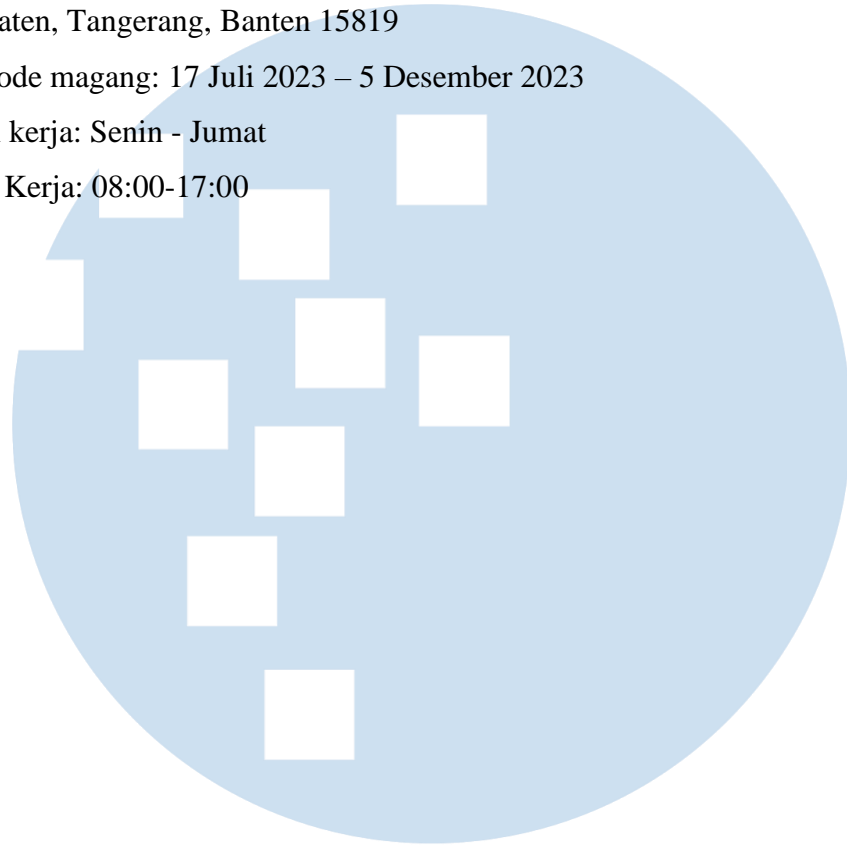 aten, Tangerang, Banten 15819
ode magang: 17 Juli 2023 – 5 Desember 2023
kerja: Senin - Jumat
Kerja: 08:00-17:00